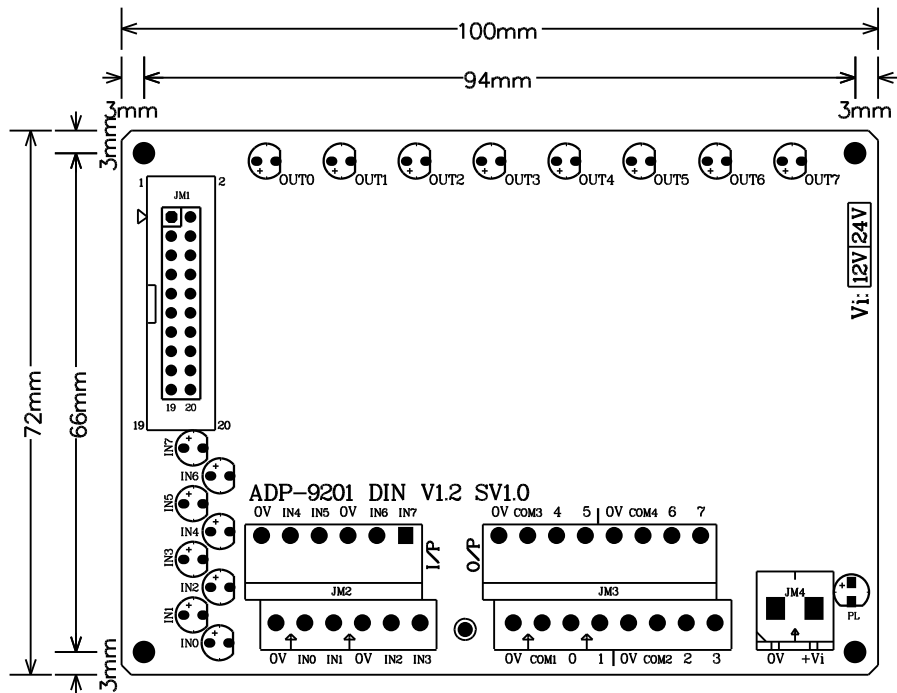 100mm
94mm
3mm 3mm
3mm
OUT0 OUT1 OUT2 OUT3 OUT4 OUT5 OUT6 OUT7
1 2
JM1
Vi: 12V 24V
72mm
66mm
19 20
19 20
IN7
IN6
IN5
IN4
IN3
IN2
IN1
IN0
ADP-9201 DIN V1.2 SV1.0
0V IN4 IN5 0V IN6 IN7
I/P
0V COM3 4 5 0V COM4 6 7
O/P
JM2
JM3
JM4
PL
0V IN0 IN1 0V IN2 IN3
0V COM1 0 1 0V COM2 2 3
0V +Vi
3mm